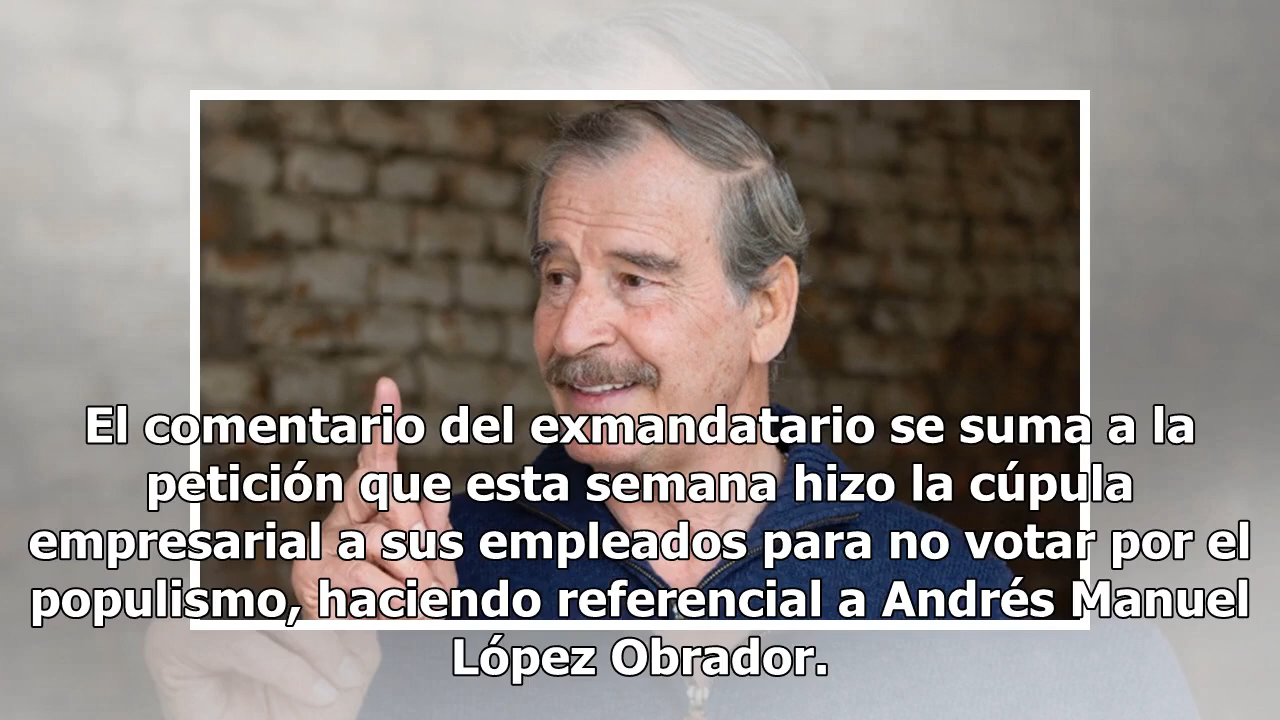 El comentario del exmandatario se suma a la
petición que esta semana hizo la cúpula
empresarial a sus empleados para no votar por el
populismo, haciendo referencial a Andrés Manuel
López Obrador.